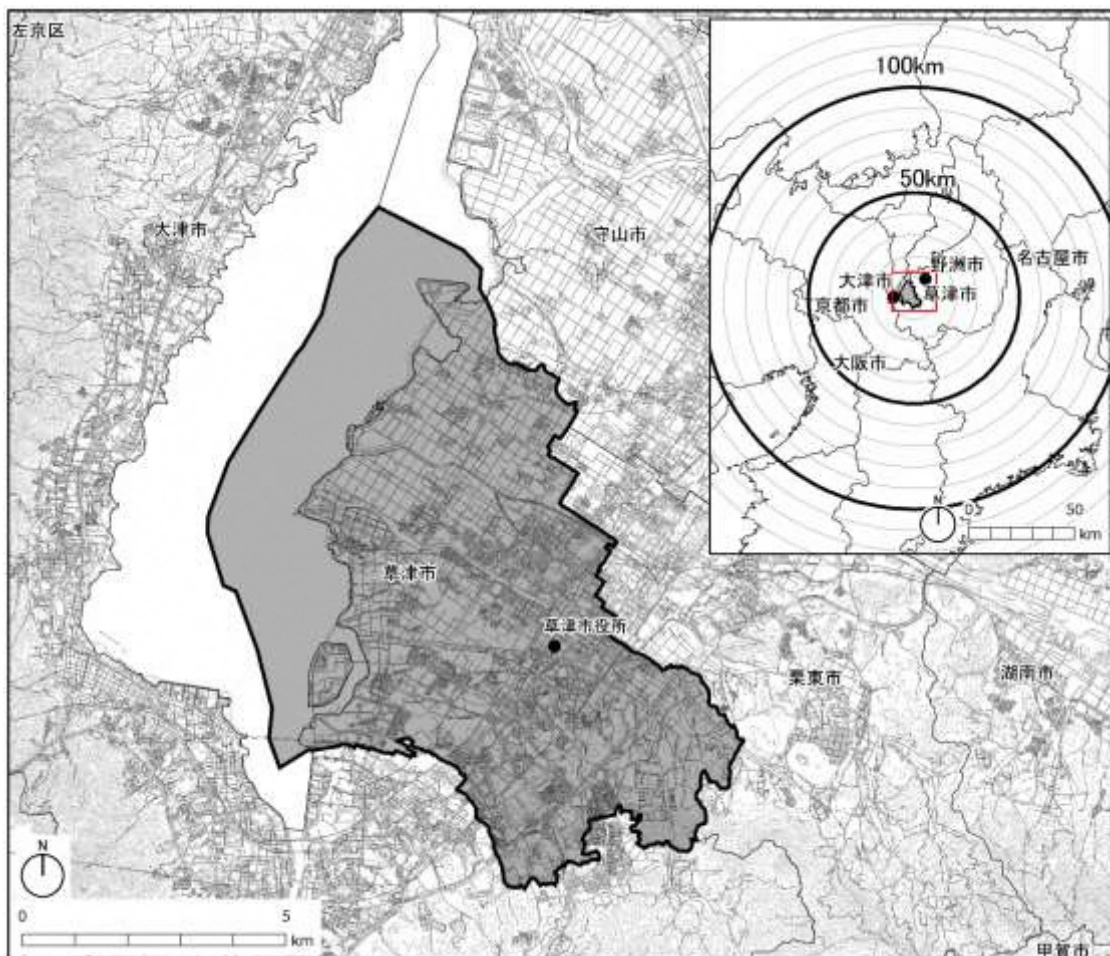 左京区
大津市
守山市
草津市
草津市役所
栗東市
湖南市
甲賀市
N
0
5
km
100km
50km
野洲市
名古屋市
大津市
草津市
京都市
大阪市
N
0
50
km